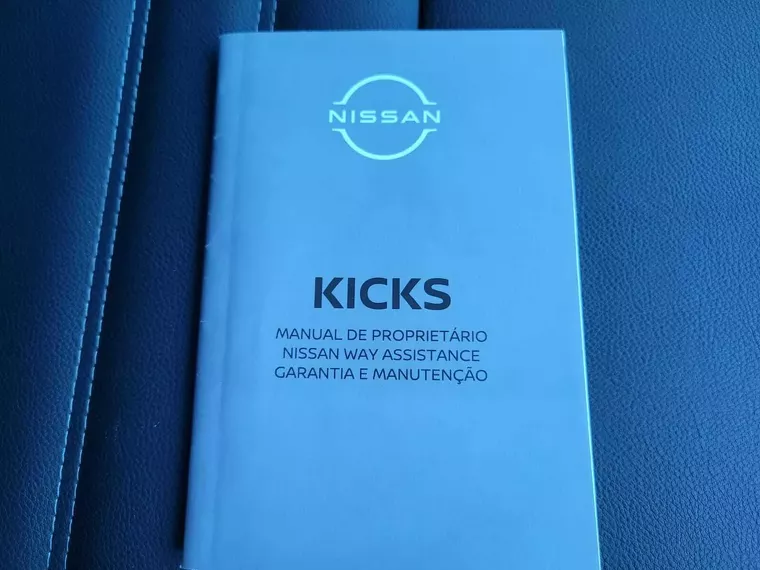 NISSAN
KICKS
MANUAL DE PROPRIETÁRIO
NISSAN WAY ASSISTANCE
GARANTIA E MANUTENÇÃO